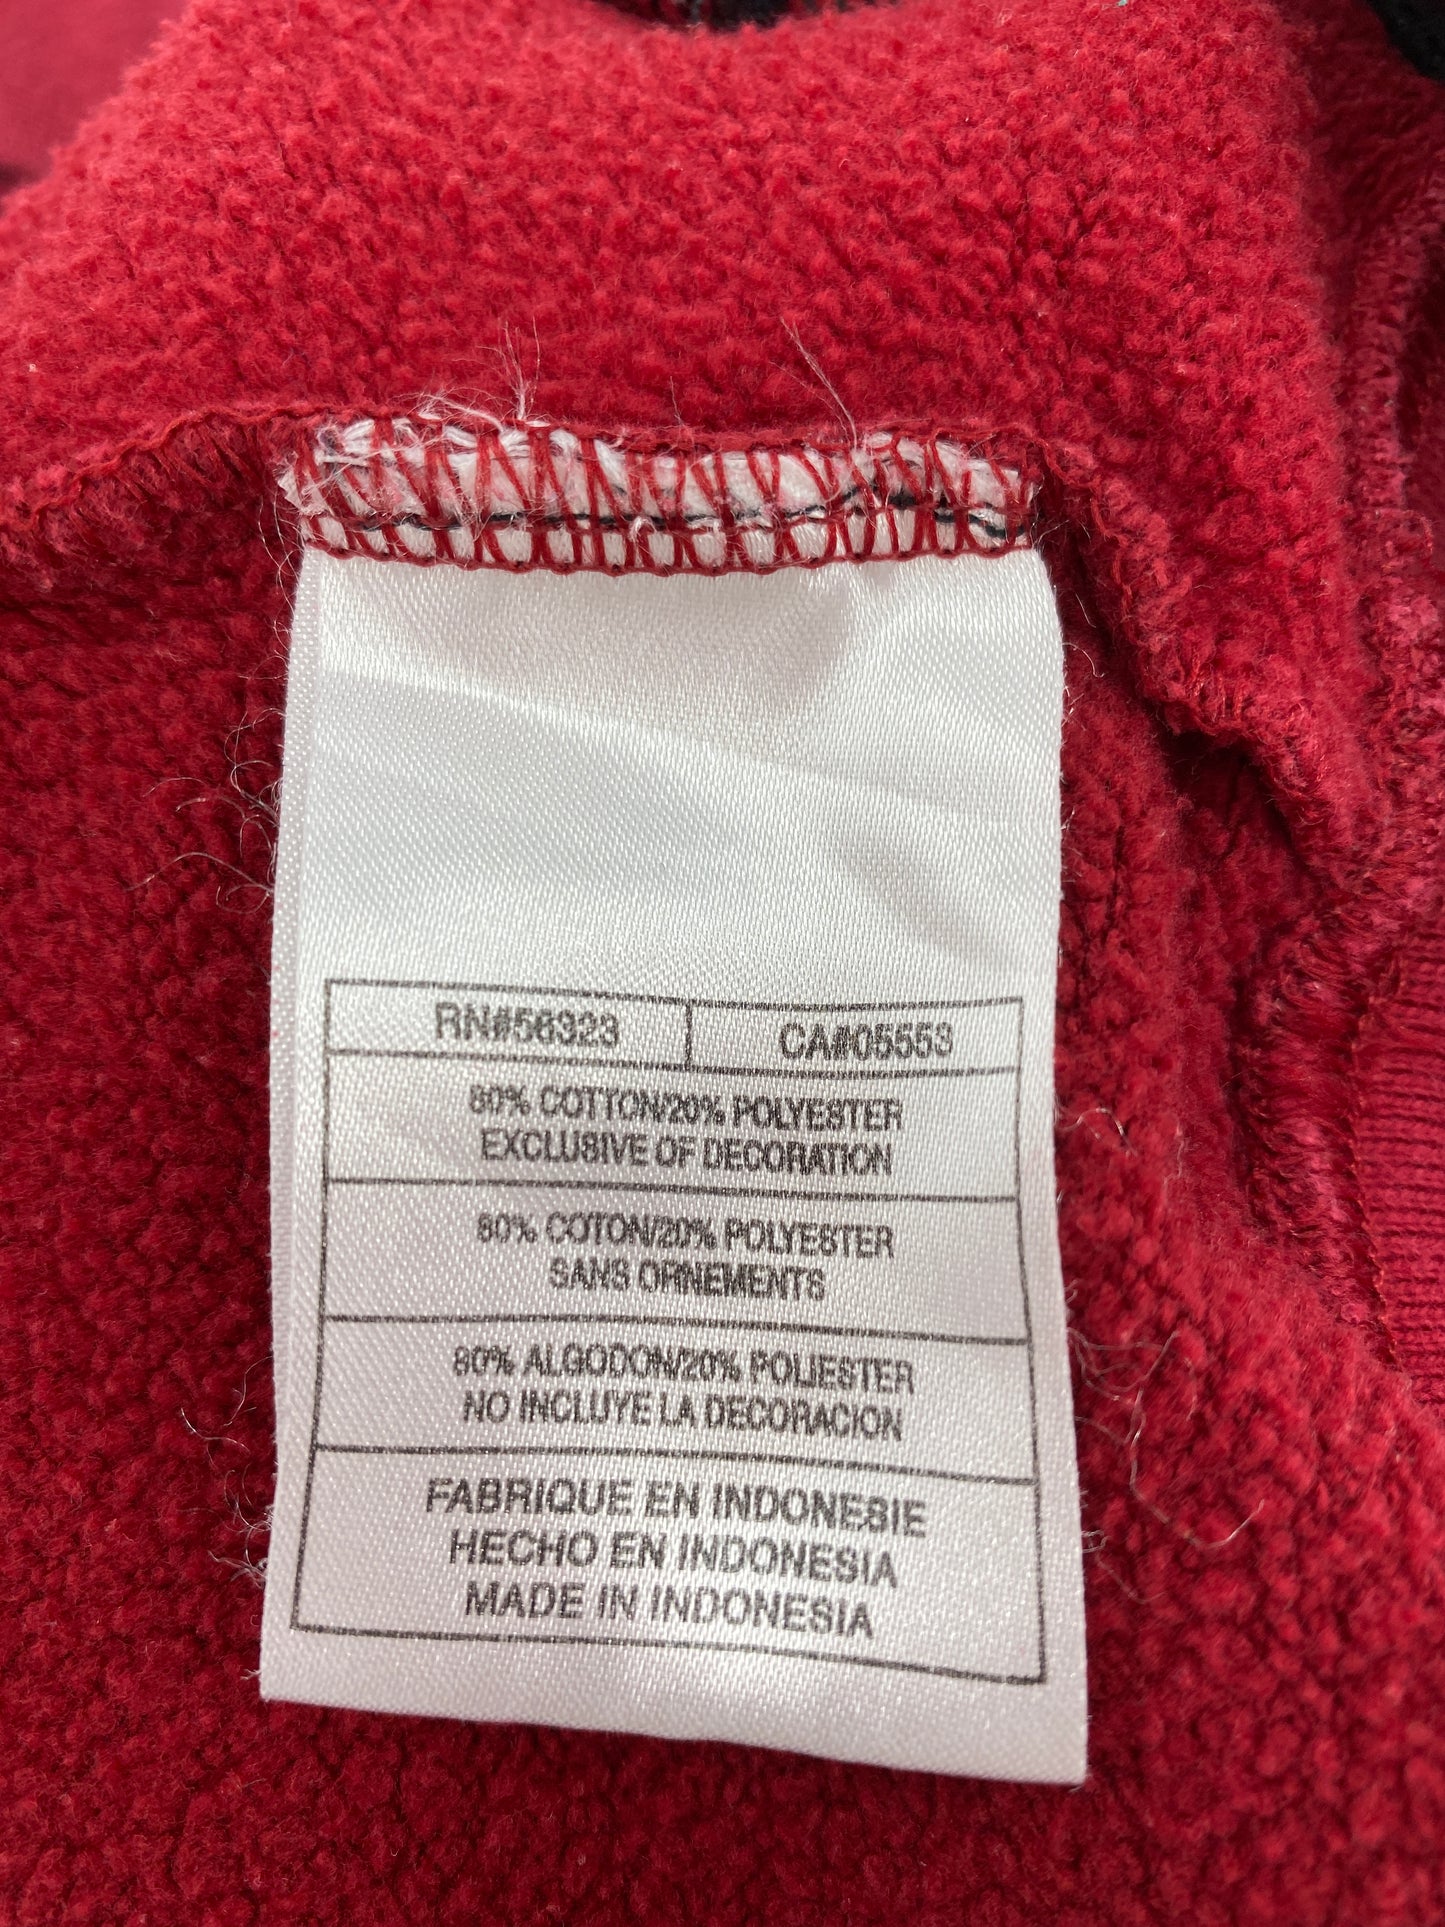 RN#56323 CA#05553
80% COTTON/20% POLYESTER
EXCLUSIVE OF DECORATION
80% COTON/20% POLYESTER
SANS ORNEMENTS
80% ALGODON/20% POLIESTER
NO INCLUYE LA DECORACION
FABRIQUE EN INDONESIE
HECHO EN INDONESIA
MADE IN INDONESIA